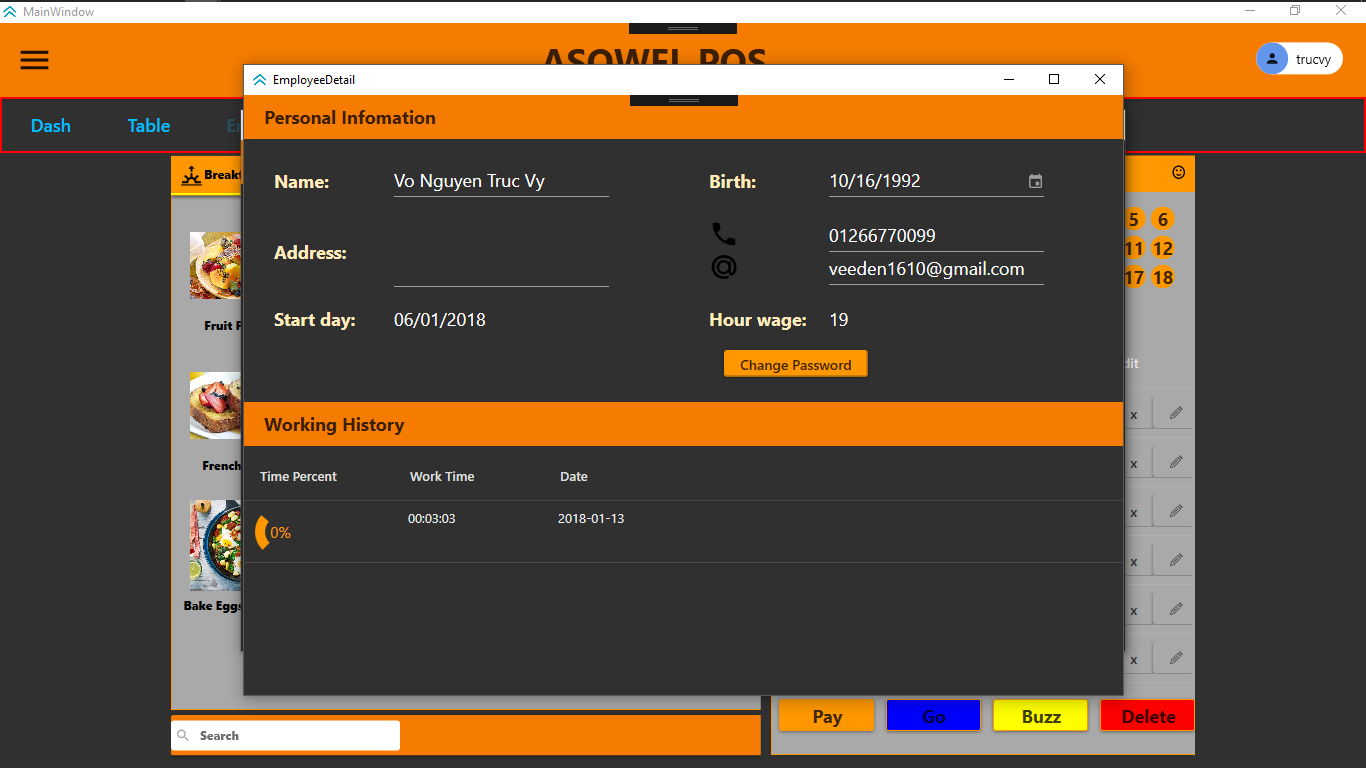 MainWindow
ASOWEL POS
trucvy
Dash
Table
EmployeeDetail
Personal Infomation
Name:
Vo Nguyen Truc Vy
Birth:
10/16/1992
01266770099
Address:
@
veeden1610@gmail.com
Start day:
06/01/2018
Hour wage:
19
Change Password
Working History
Time Percent
Work Time
Date
0%
00:03:03
2018-01-13
5
6
11
12
17
18
x
x
x
x
x
x
Fruit
French
Bake Eggs
Pay
Go
Buzz
Delete
Search